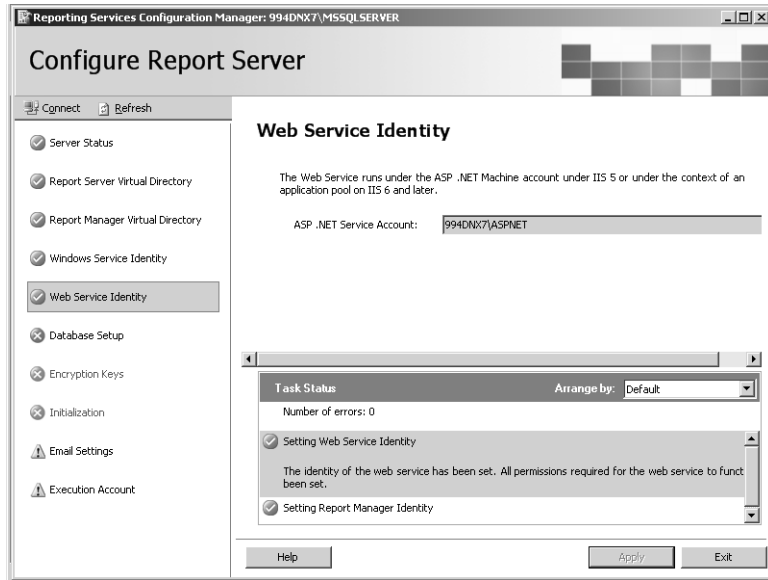 Reporting Services Configuration Manager: 994DNX7\MSSQLSERVER
Configure Report Server
Connect Refresh
Server Status
Report Server Virtual Directory
Report Manager Virtual Directory
Windows Service Identity
Web Service Identity
Database Setup
Encryption Keys
Initialization
Email Settings
Execution Account
Web Service Identity
The Web Service runs under the ASP .NET Machine account under IIS 5 or under the context of an
application pool on IIS 6 and later.
ASP .NET Service Account: 994DNX7\ASPNET
Task Status Arrange by: Default
Number of errors: 0
Setting Web Service Identity
The identity of the web service has been set. All permissions required for the web service to funct
been set.
Setting Report Manager Identity
Help Apply Exit